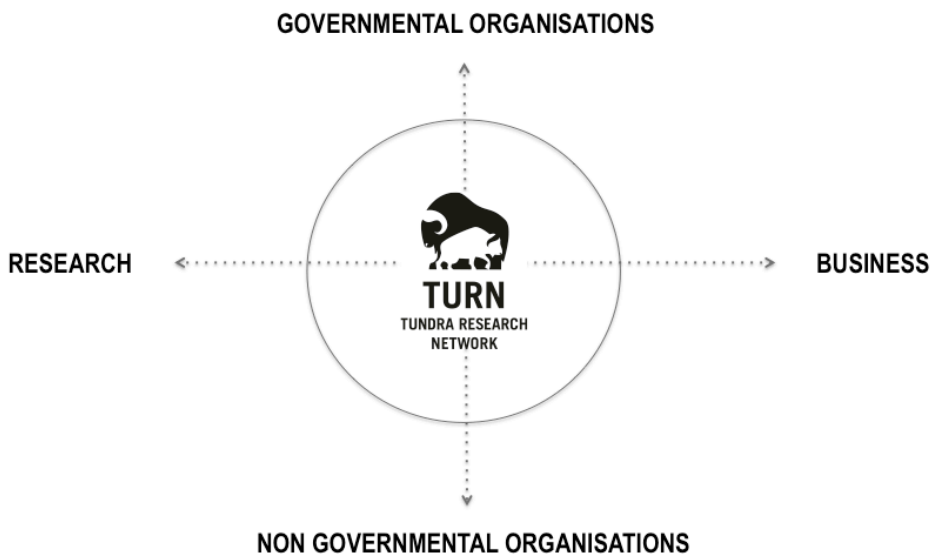 GOVERNMENTAL ORGANISATIONS
RESEARCH
BUSINESS
TURN
TUNDRA RESEARCH
NETWORK
NON GOVERNMENTAL ORGANISATIONS